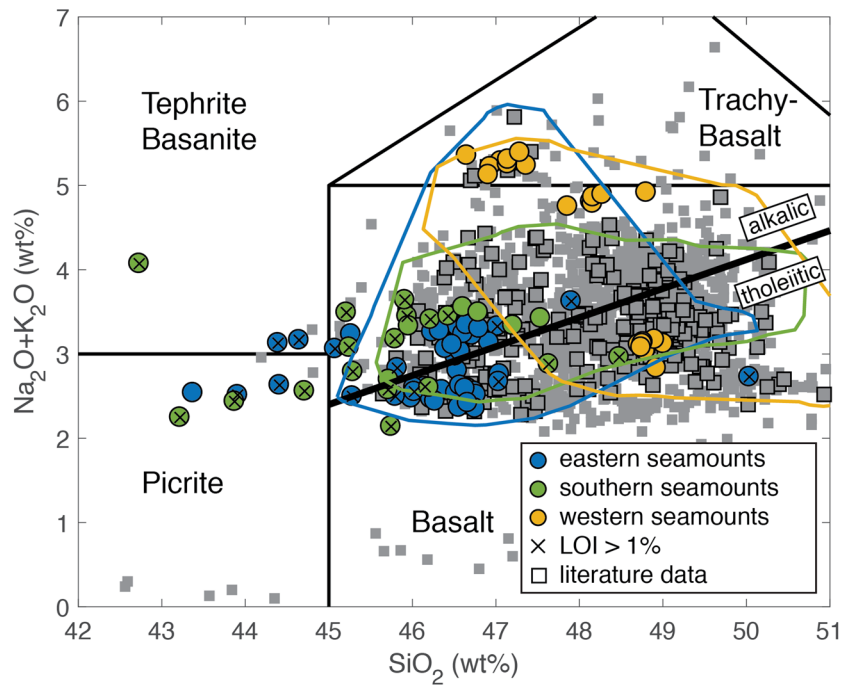 7
6
5
4
3
2
1
0
Na₂O+K₂O (wt%)
Tephrite
Basanite
Trachy-
Basalt
alkalic
tholeiitic
Picrite
Basalt
eastern seamounts
southern seamounts
western seamounts
LOI > 1%
literature data
42 43 44 45 46 47 48 49 50 51
SiO₂ (wt%)